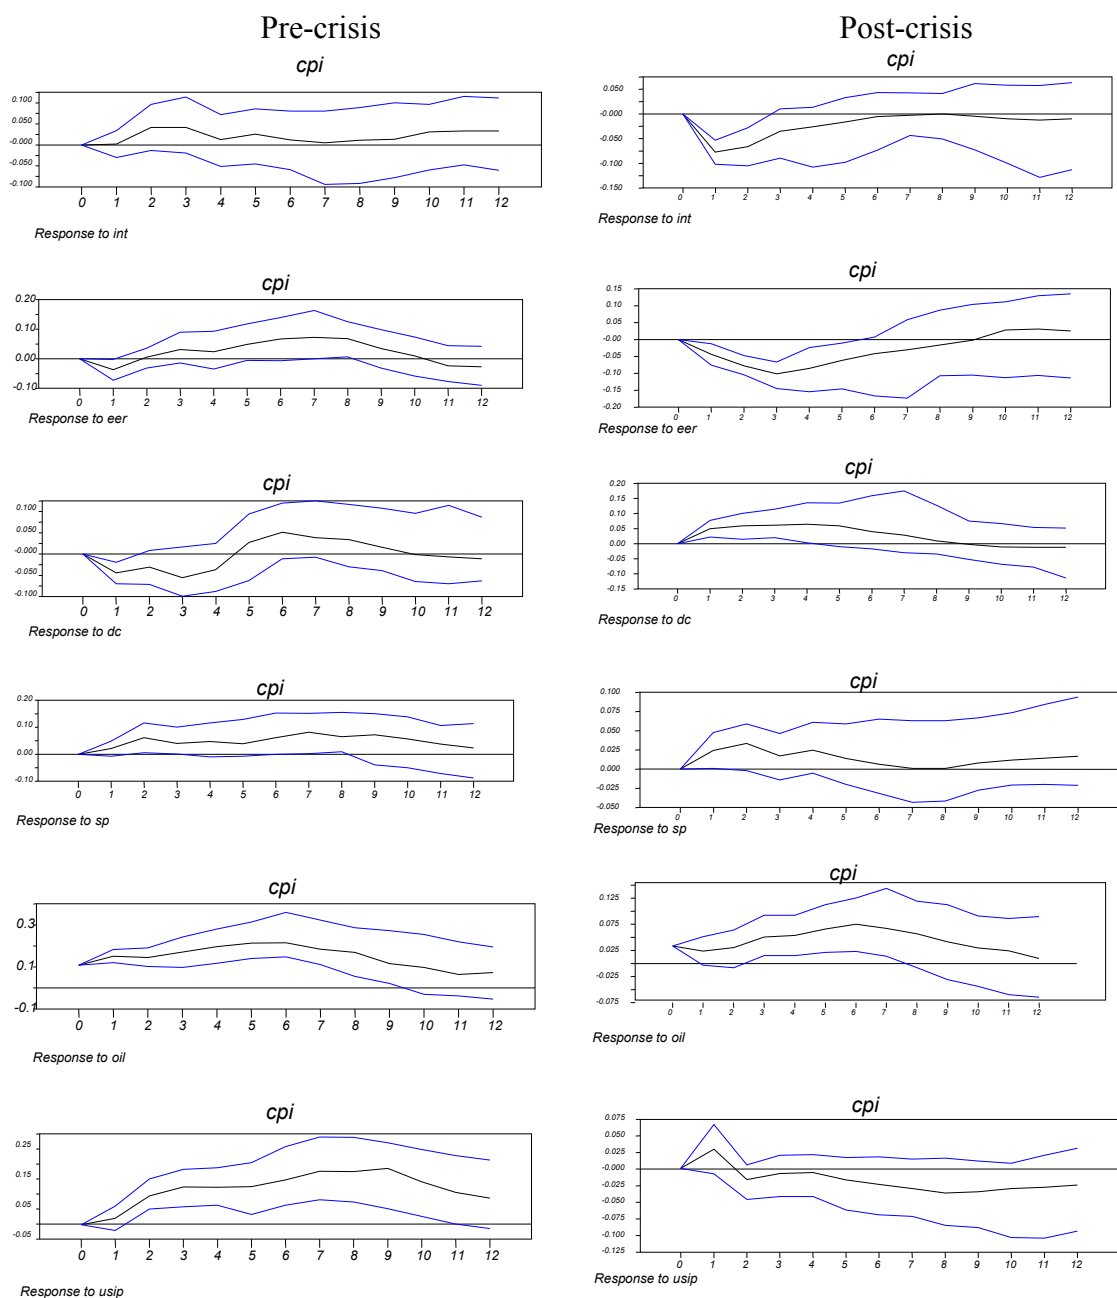 Pre-crisis
Post-crisis
cpi
0.100
0.050
-0.000
-0.050
-0.100
0 1 2 3 4 5 6 7 8 9 10 11 12
Response to int
cpi
0.050
-0.000
-0.050
-0.100
-0.150
0 1 2 3 4 5 6 7 8 9 10 11 12
Response to int
cpi
0.20
0.10
0.00
-0.10
0 1 2 3 4 5 6 7 8 9 10 11 12
Response to eer
cpi
0.15
0.10
0.05
-0.00
-0.05
-0.10
-0.15
-0.20
0 1 2 3 4 5 6 7 8 9 10 11 12
Response to eer
cpi
0.100
0.050
-0.000
-0.050
-0.100
0 1 2 3 4 5 6 7 8 9 10 11 12
Response to dc
cpi
0.20
0.15
0.10
0.05
0.00
-0.05
-0.10
-0.15
0 1 2 3 4 5 6 7 8 9 10 11 12
Response to dc
cpi
0.20
0.10
0.00
-0.10
0 1 2 3 4 5 6 7 8 9 10 11 12
Response to sp
cpi
0.100
0.075
0.050
0.025
0.000
-0.025
-0.050
0 1 2 3 4 5 6 7 8 9 10 11 12
Response to sp
cpi
0.3
0.1
-0.1
0 1 2 3 4 5 6 7 8 9 10 11 12
Response to oil
cpi
0.125
0.075
0.025
-0.025
-0.075
0 1 2 3 4 5 6 7 8 9 10 11 12
Response to oil
cpi
0.25
0.15
0.05
-0.05
0 1 2 3 4 5 6 7 8 9 10 11 12
Response to usip
cpi
0.075
0.050
0.025
-0.000
-0.025
-0.050
-0.075
-0.100
-0.125
0 1 2 3 4 5 6 7 8 9 10 11 12
Response to usip